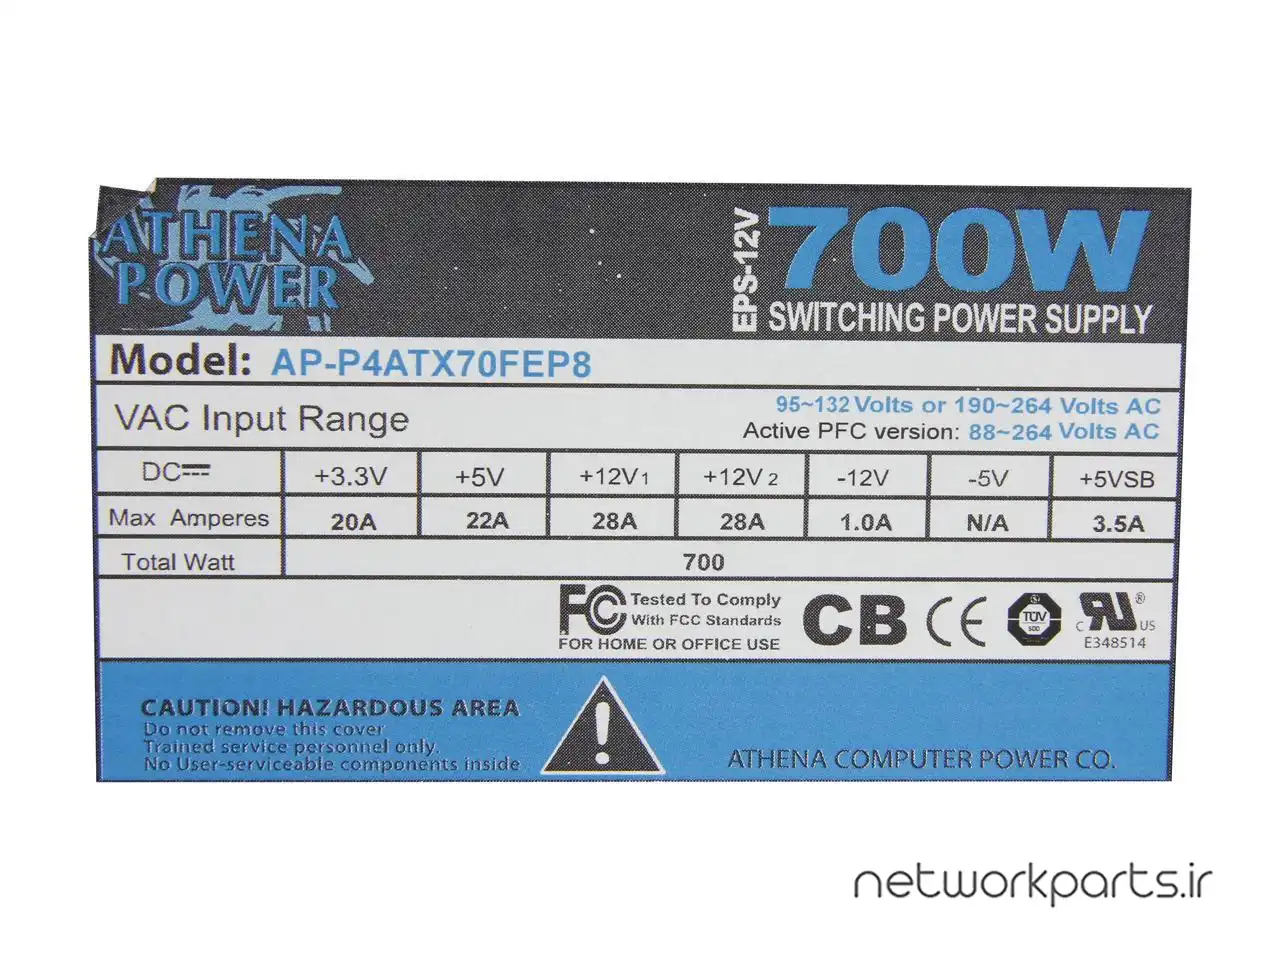 ATHENA
POWER
EPS-12V
700W
SWITCHING POWER SUPPLY
Model: AP-P4ATX70FEP8
VAC Input Range
95~132 Volts or 190~264 Volts AC
Active PFC version: 88~264 Volts AC
DC +3.3V +5V +12V1 +12V2 -12V -5V +5VSB
Max Amperes 20A 22A 28A 28A 1.0A N/A 3.5A
Total Watt 700
FC Tested To Comply
With FCC Standards
FOR HOME OR OFFICE USE
CB
CE
TÜV
c RU ® US
E348514
CAUTION! HAZARDOUS AREA
Do not remove this cover
Trained service personnel only.
No User-serviceable components inside
!
ATHENA COMPUTER POWER CO.
networkparts.ir